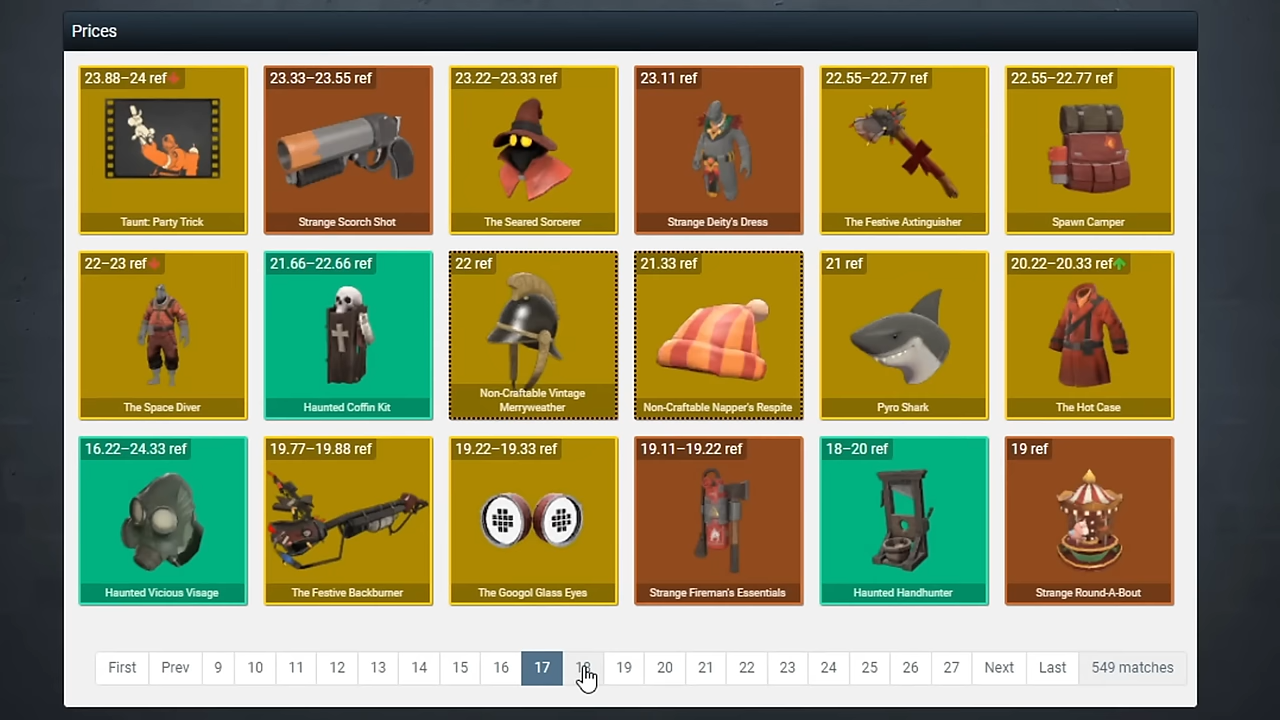 Prices
23.88–24 ref
Taunt: Party Trick
23.33–23.55 ref
Strange Scorch Shot
23.22–23.33 ref
The Seared Sorcerer
23.11 ref
Strange Deity's Dress
22.55–22.77 ref
The Festive Axtinguisher
22.55–22.77 ref
Spawn Camper
22–23 ref
The Space Diver
21.66–22.66 ref
Haunted Coffin Kit
22 ref
Non-Craftable Vintage
Merryweather
21.33 ref
Non-Craftable Napper's Respite
21 ref
Pyro Shark
20.22–20.33 ref
The Hot Case
16.22–24.33 ref
Haunted Vicious Visage
19.77–19.88 ref
The Festive Backburner
19.22–19.33 ref
The Googol Glass Eyes
19.11–19.22 ref
Strange Fireman's Essentials
18–20 ref
Haunted Handhunter
19 ref
Strange Round-A-Bout
First Prev 9 10 11 12 13 14 15 16 17 18 19 20 21 22 23 24 25 26 27 Next Last 549 matches